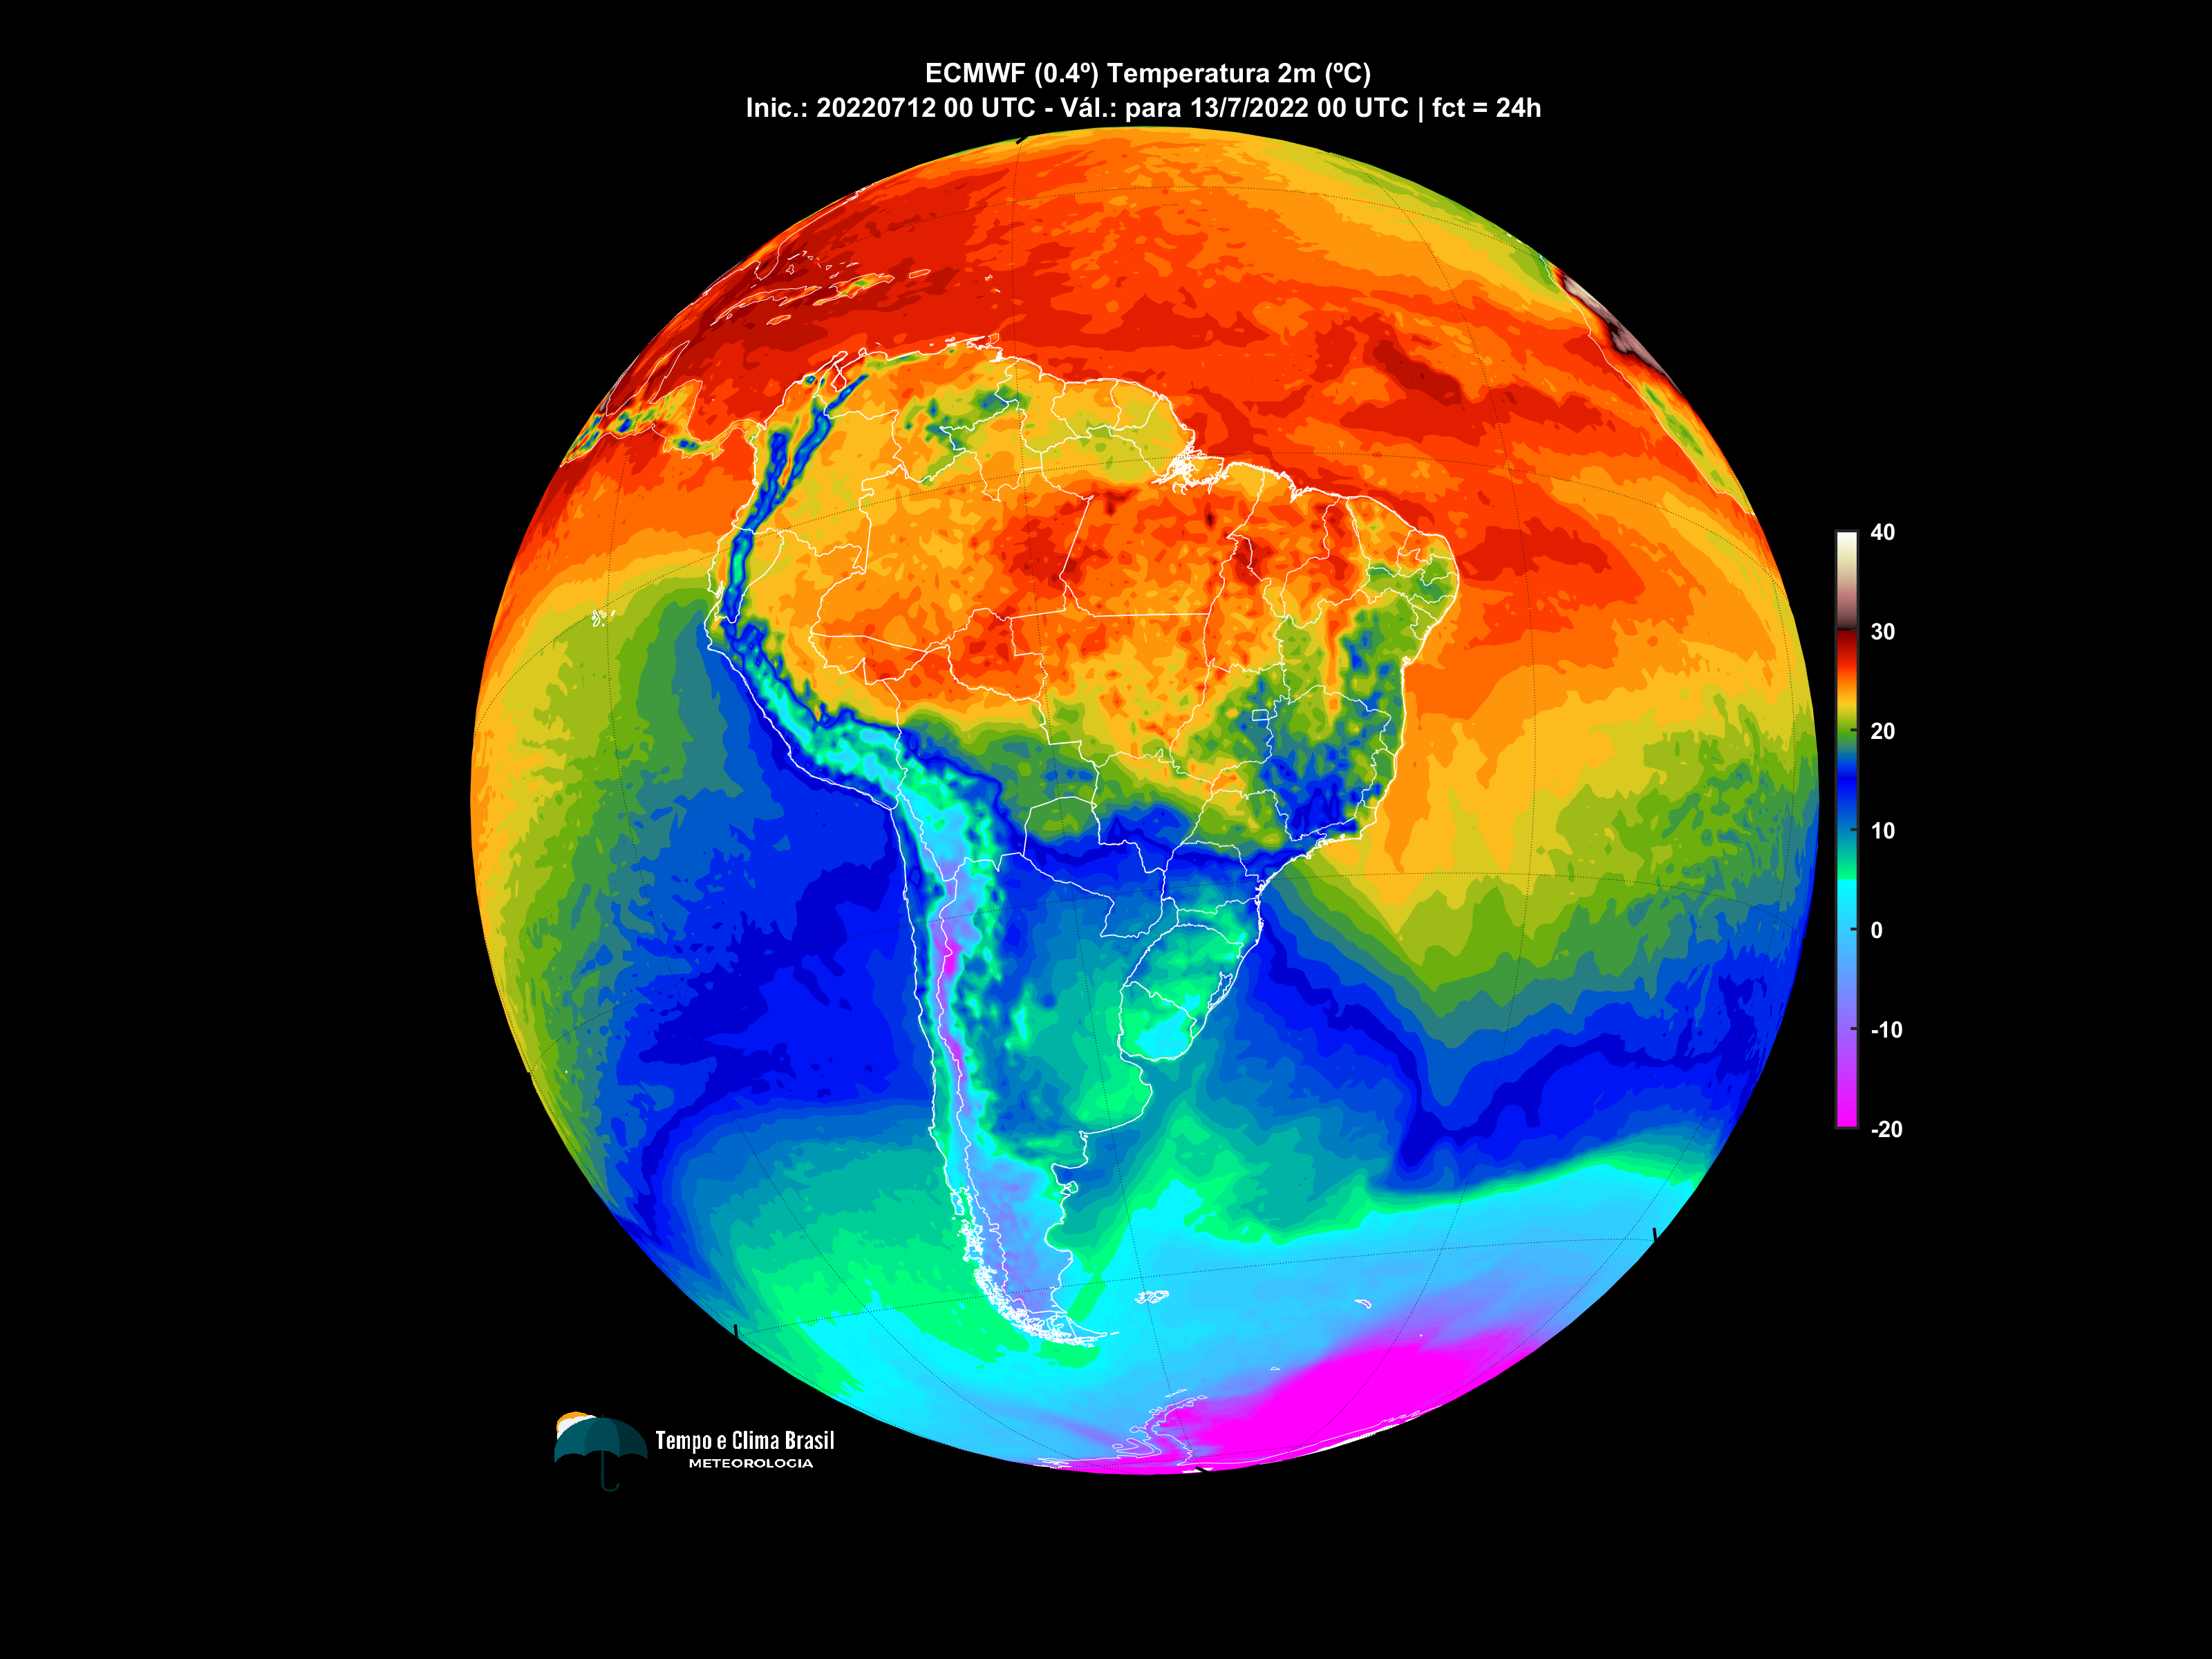 ECMWF (0.4º) Temperatura 2m (ºC)
Inic.: 20220712 00 UTC - Vál.: para 13/7/2022 00 UTC | fct = 24h
40
30
20
10
0
-10
-20
Tempo e Clima Brasil
METEOROLOGIA